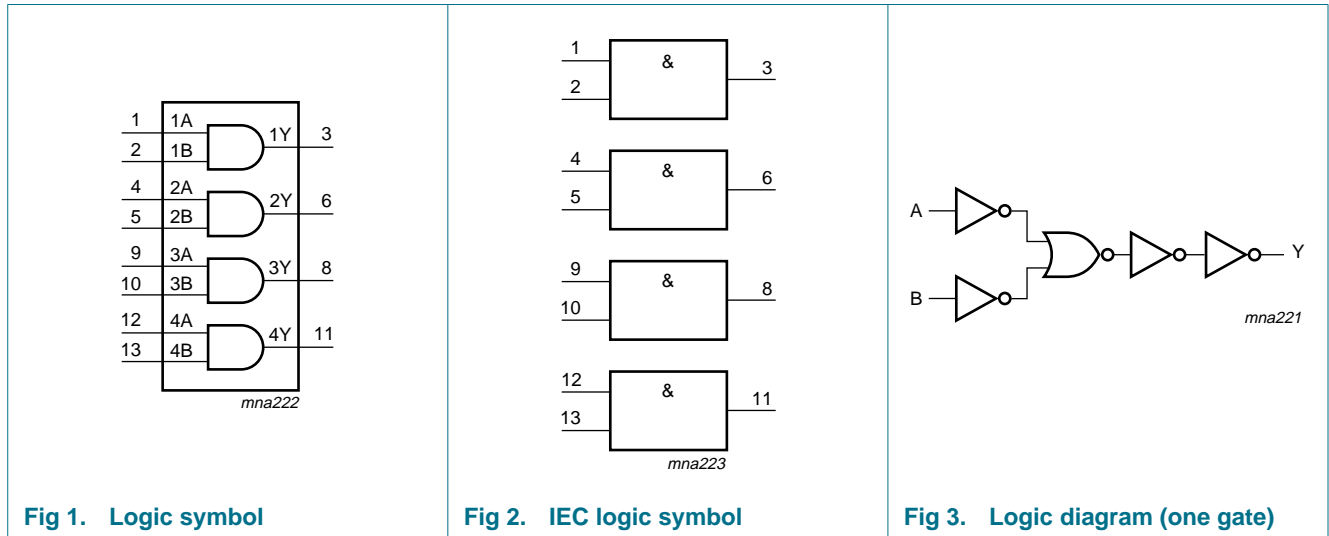 1 1A 1Y 3
2 1B
4 2A 2Y 6
5 2B
9 3A 3Y 8
10 3B
12 4A 4Y 11
13 4B
mna222
Fig 1. Logic symbol
1 & 3
2
4 & 6
5
9 & 8
10
12 & 11
13
mna223
Fig 2. IEC logic symbol
A
Y
B
mna221
Fig 3. Logic diagram (one gate)